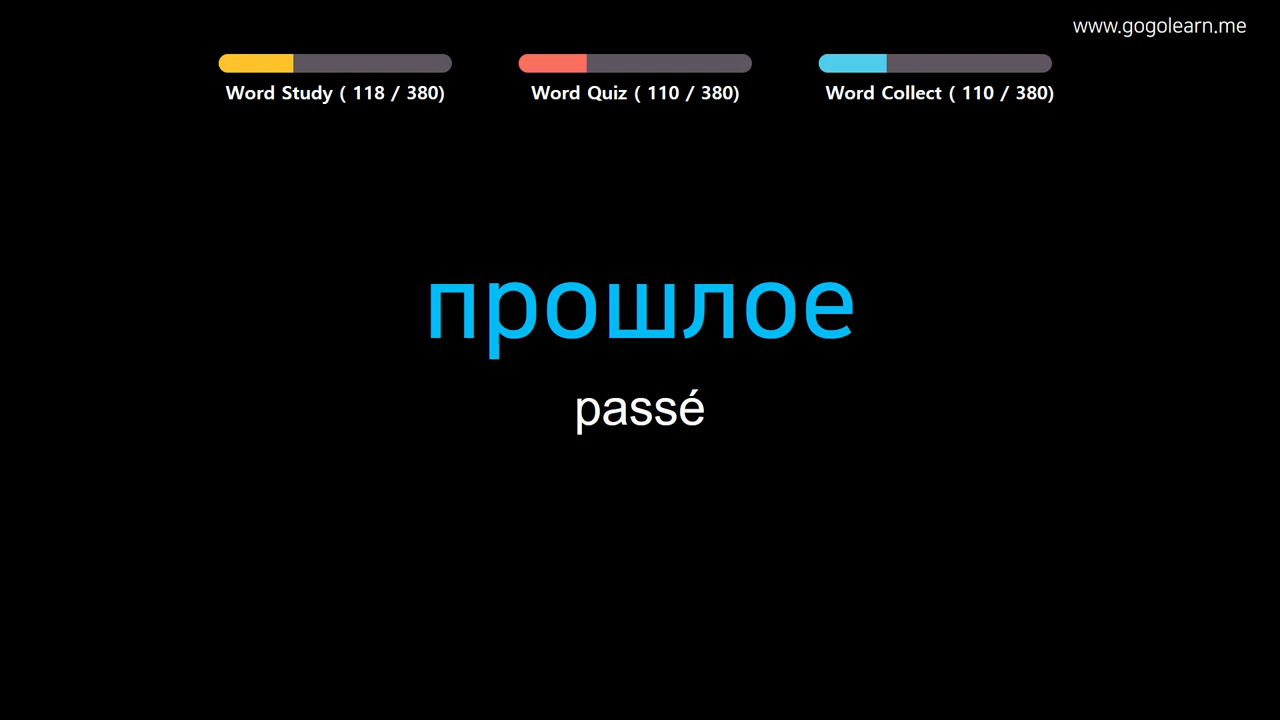 www.gogolearn.me
Word Study ( 118 / 380)
Word Quiz ( 110 / 380)
Word Collect ( 110 / 380)
прошлое
passé